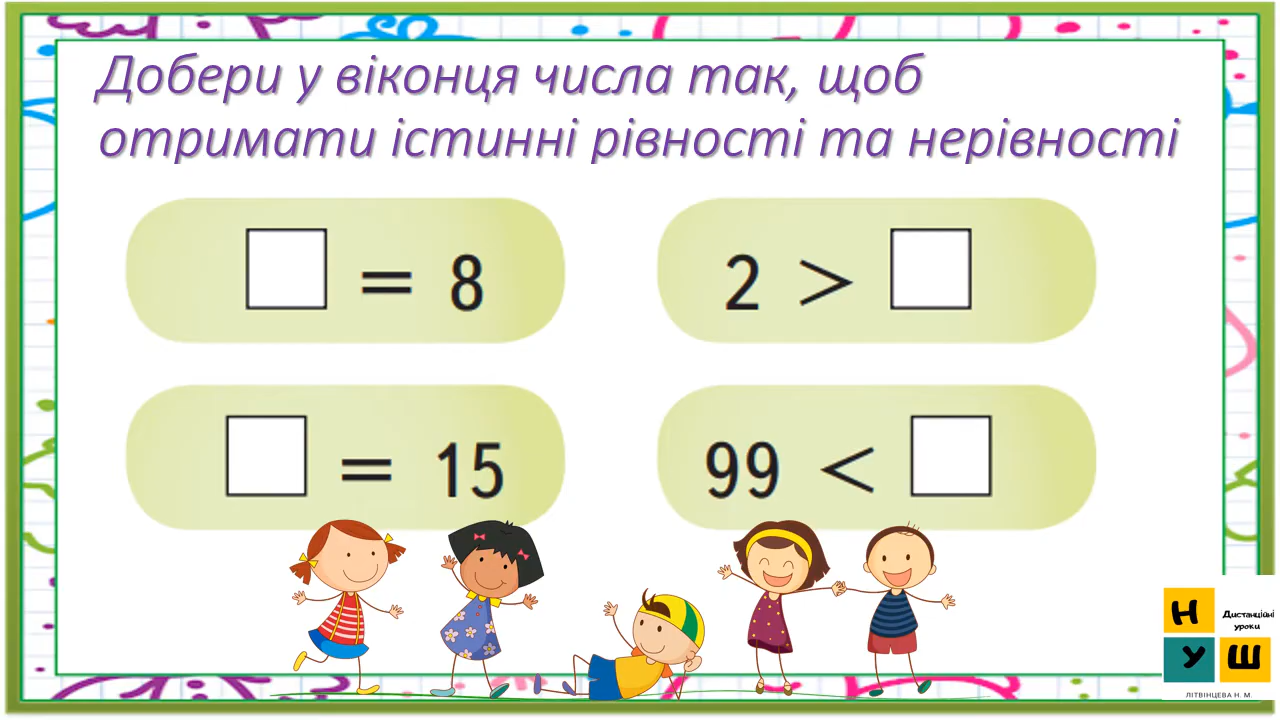 Добери у віконця числа так, щоб
отримати істинні рівності та нерівності
= 8
2 >
= 15
99 <
Н
Дистанційні
уроки
У Ш
ЛІТВІНЦЕВА Н. М.